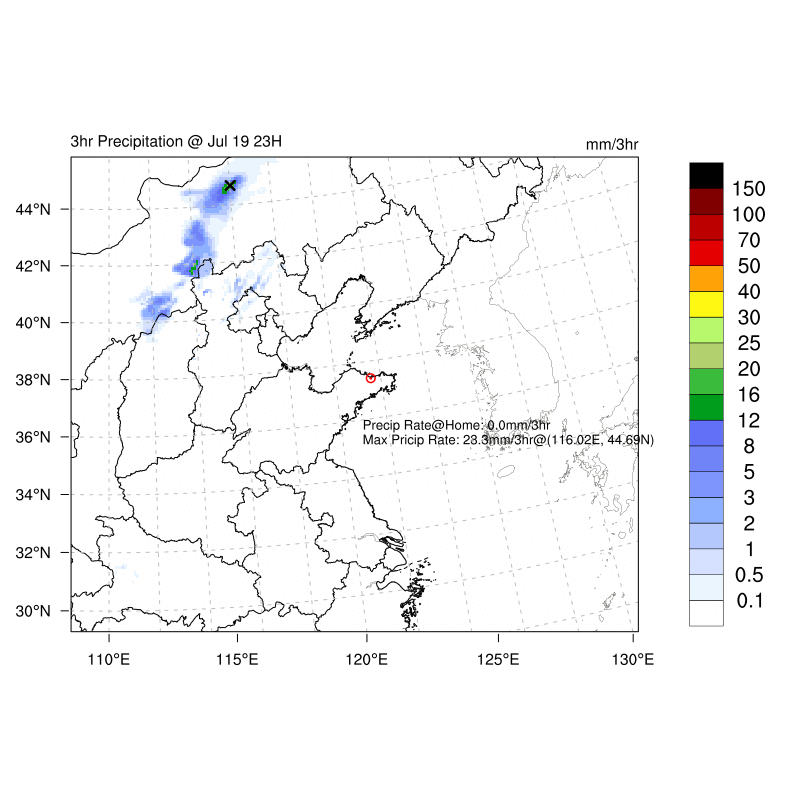 3hr Precipitation @ Jul 19 23H
mm/3hr
150
100
70
50
40
30
25
20
16
12
8
5
3
2
1
0.5
0.1
44°N
42°N
40°N
38°N
36°N
34°N
32°N
30°N
Precip Rate@Home: 0.0mm/3hr
Max Pricip Rate: 28.3mm/3hr@(116.02E, 44.69N)
110°E 115°E 120°E 125°E 130°E